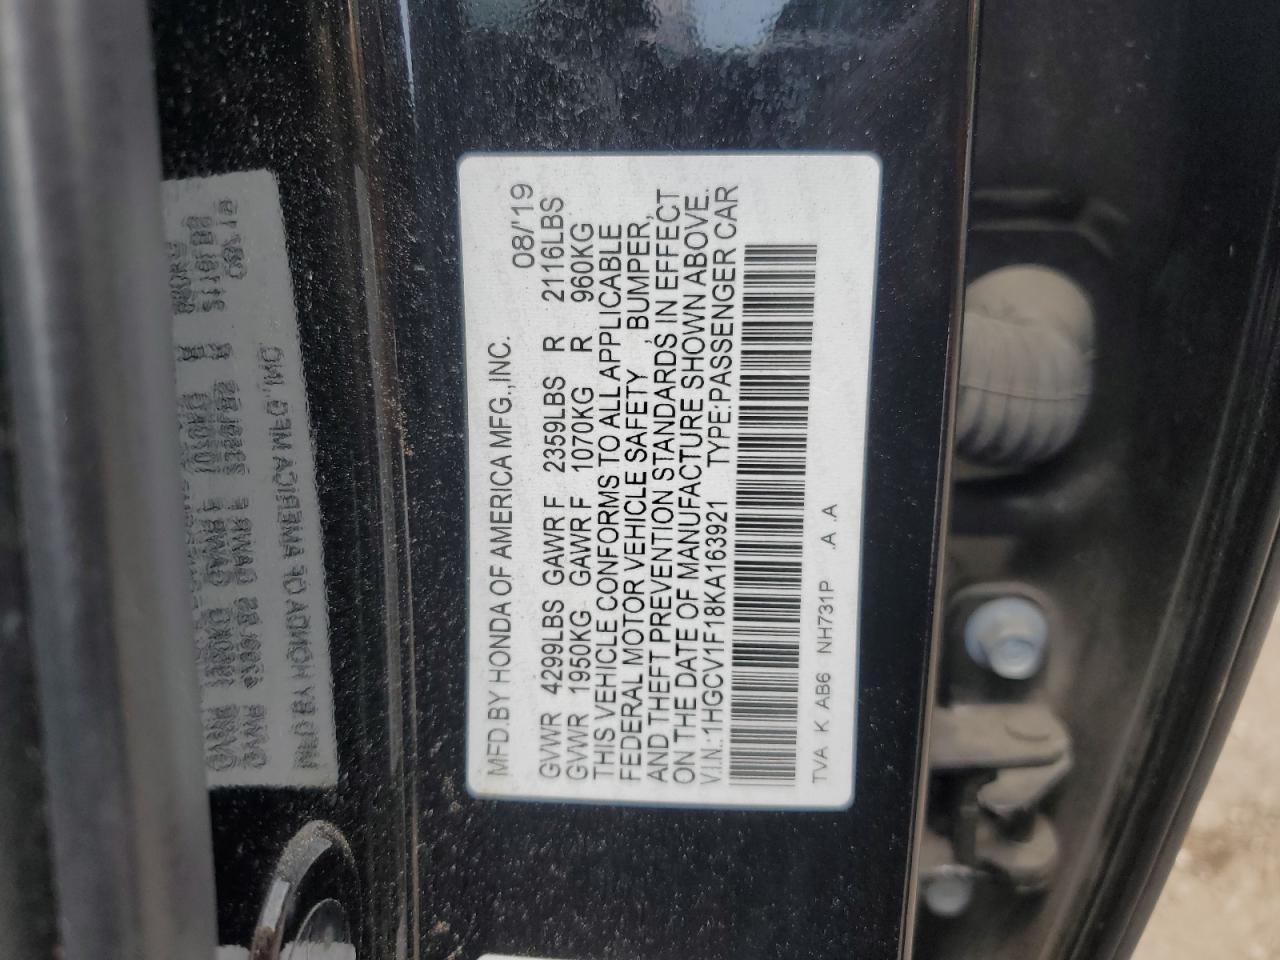 MFD.BY HONDA OF AMERICA MFG.,INC. 08/'19
GVWR 4299LBS GAWR F 2359LBS R 2116LBS
GVWR 1950KG GAWR F 1070KG R 960KG
THIS VEHICLE CONFORMS TO ALL APPLICABLE
FEDERAL MOTOR VEHICLE SAFETY, BUMPER,
AND THEFT PREVENTION STANDARDS, IN EFFECT
ON THE DATE OF MANUFACTURE SHOWN ABOVE.
V.I.N.:1HGCV1F18KA163921 TYPE:PASSENGER CAR
TVA K AB6 NH731P .A .A